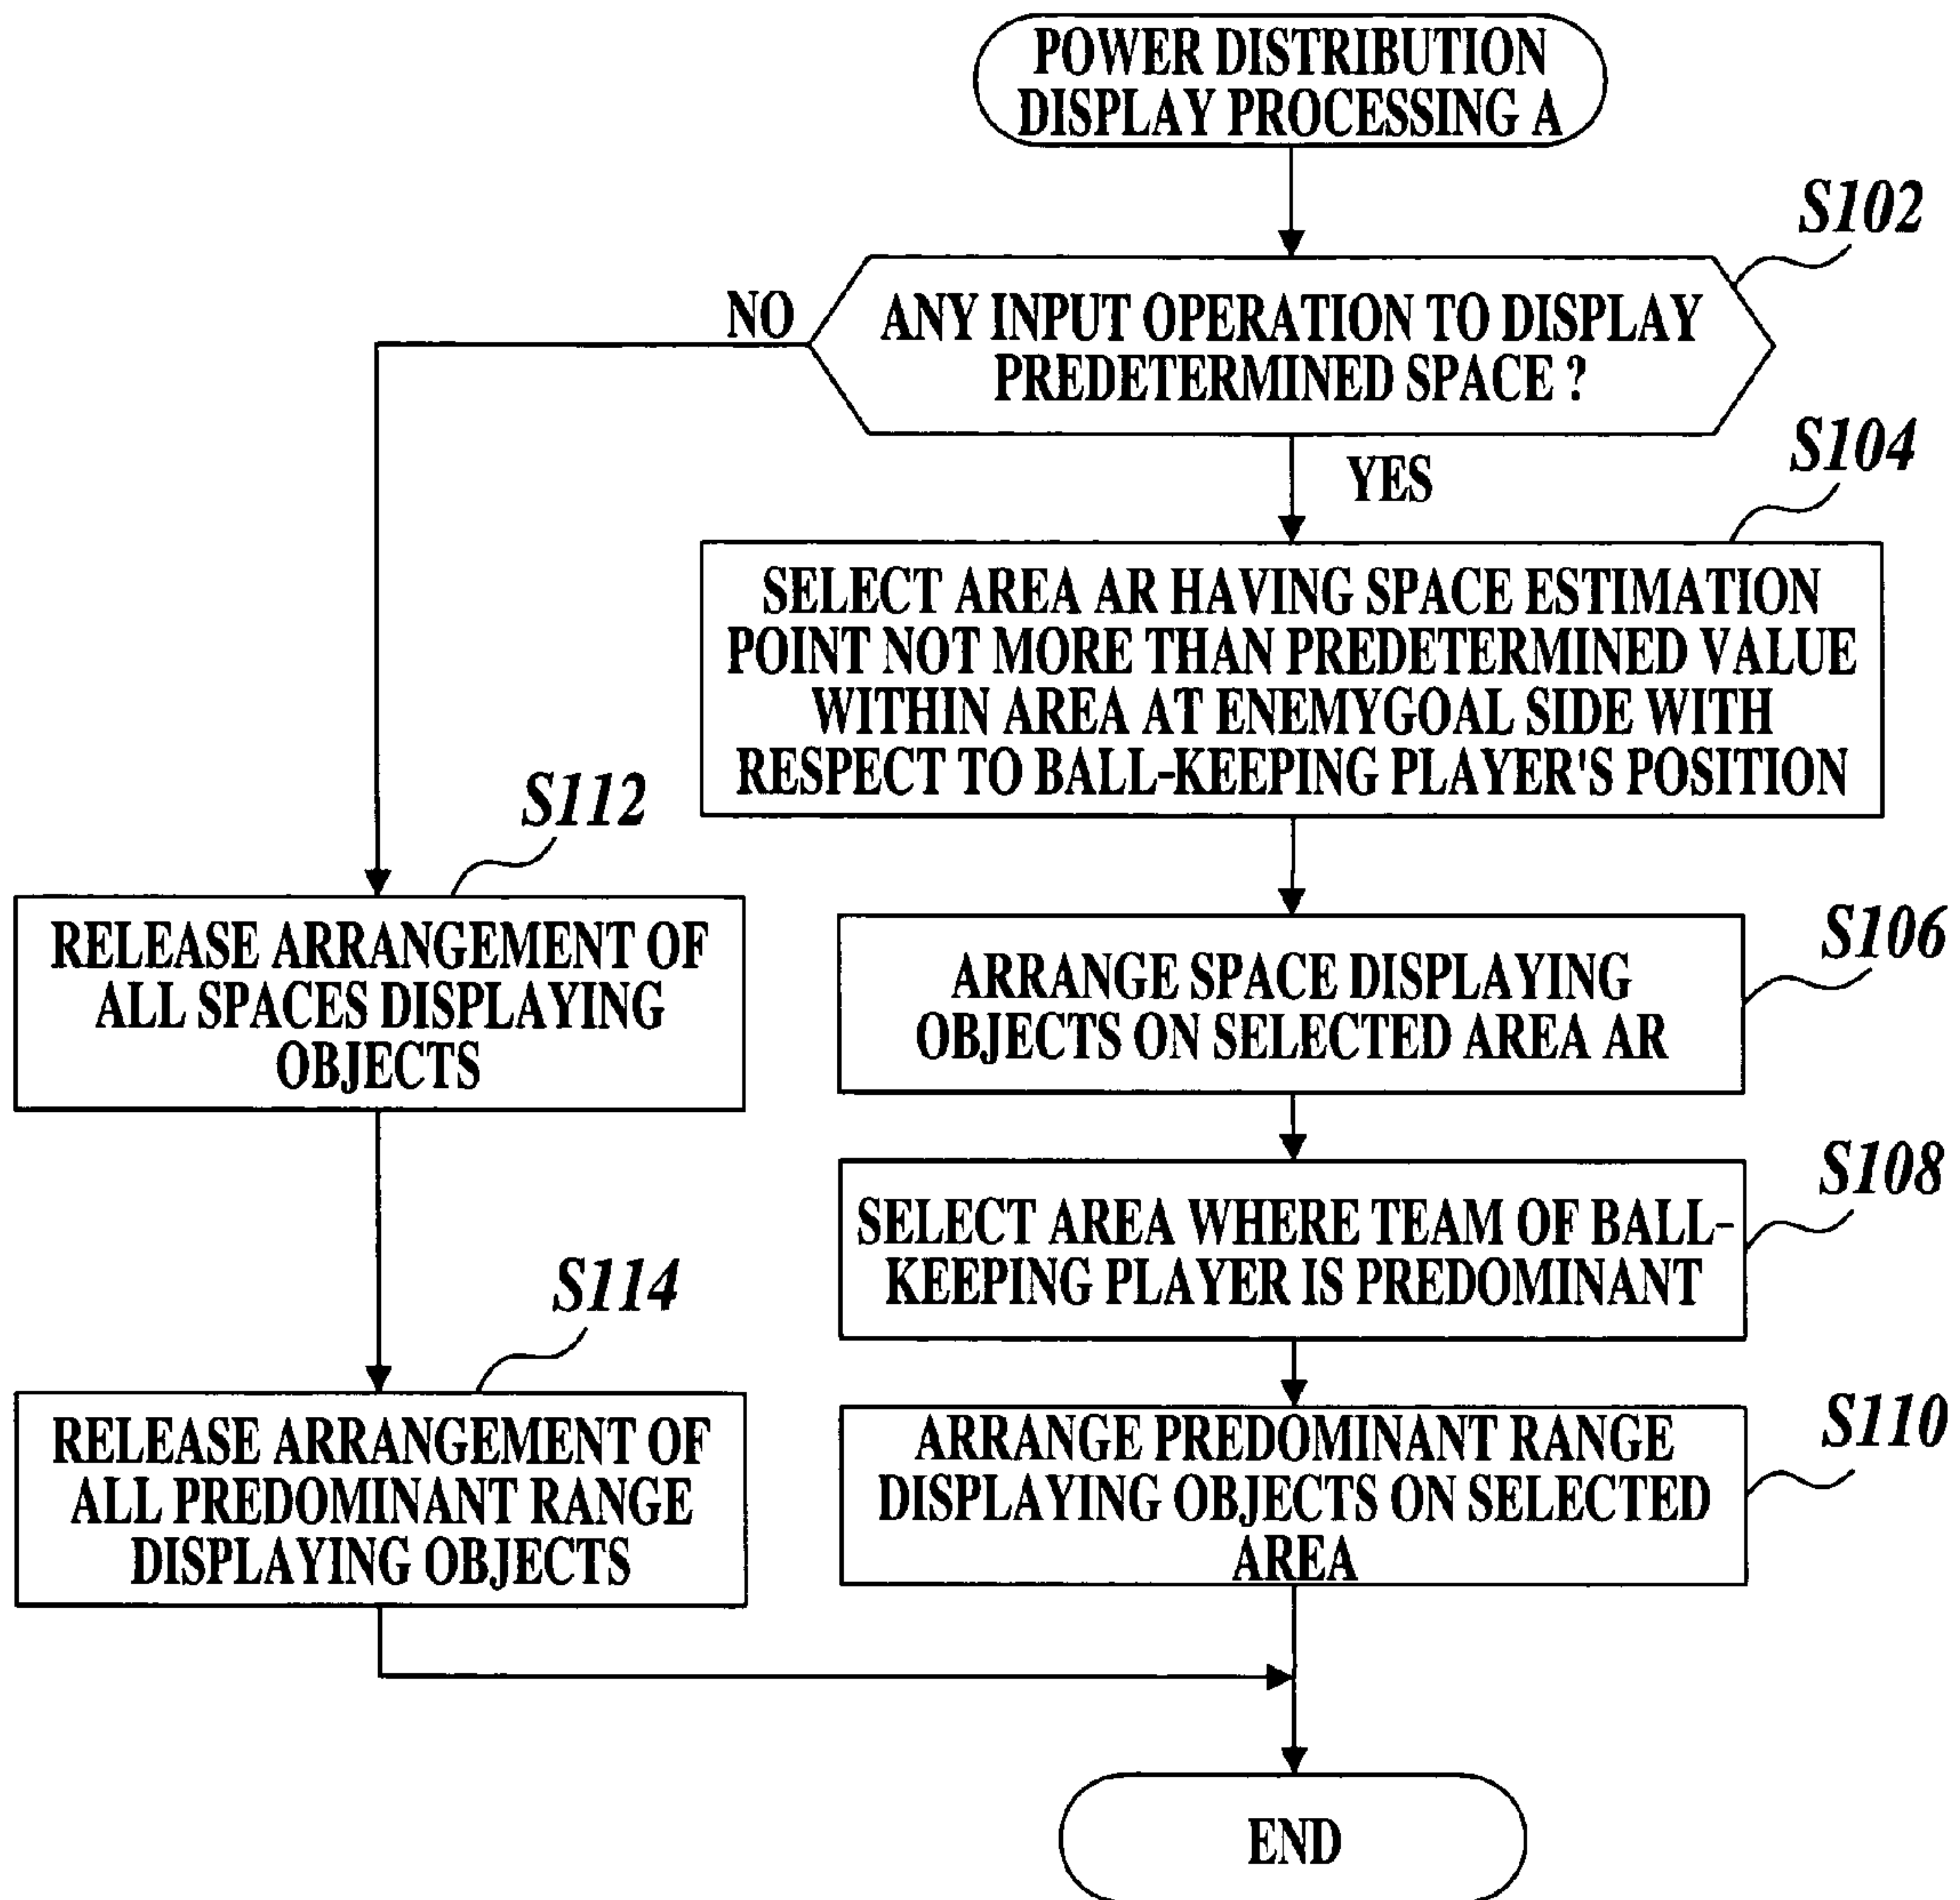 POWER DISTRIBUTION
DISPLAY PROCESSING A
S102
NO
ANY INPUT OPERATION TO DISPLAY
PREDETERMINED SPACE ?
YES
S104
SELECT AREA AR HAVING SPACE ESTIMATION
POINT NOT MORE THAN PREDETERMINED VALUE
WITHIN AREA AT ENEMYGOAL SIDE WITH
RESPECT TO BALL-KEEPING PLAYER'S POSITION
S112
RELEASE ARRANGEMENT OF
ALL SPACES DISPLAYING
OBJECTS
S106
ARRANGE SPACE DISPLAYING
OBJECTS ON SELECTED AREA AR
S108
SELECT AREA WHERE TEAM OF BALL-
KEEPING PLAYER IS PREDOMINANT
S114
RELEASE ARRANGEMENT OF
ALL PREDOMINANT RANGE
DISPLAYING OBJECTS
S110
ARRANGE PREDOMINANT RANGE
DISPLAYING OBJECTS ON SELECTED
AREA
END